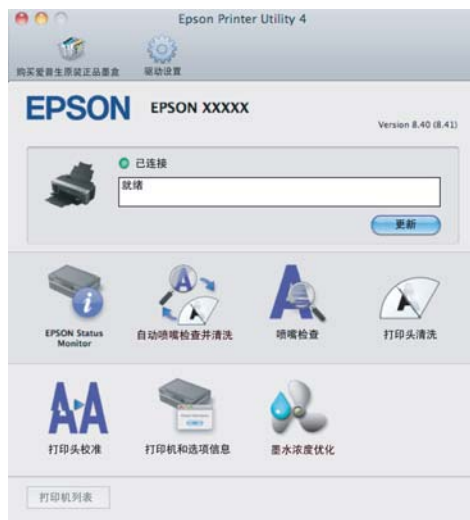 Epson Printer Utility 4
购买爱普生原装正品墨盒
驱动设置
EPSON
EPSON XXXXX
Version 8.40 (8.41)
已连接
就绪
更新
EPSON Status Monitor
自动喷嘴检查并清洗
喷嘴检查
打印头清洗
打印头校准
打印机和选项信息
墨水浓度优化
打印机列表